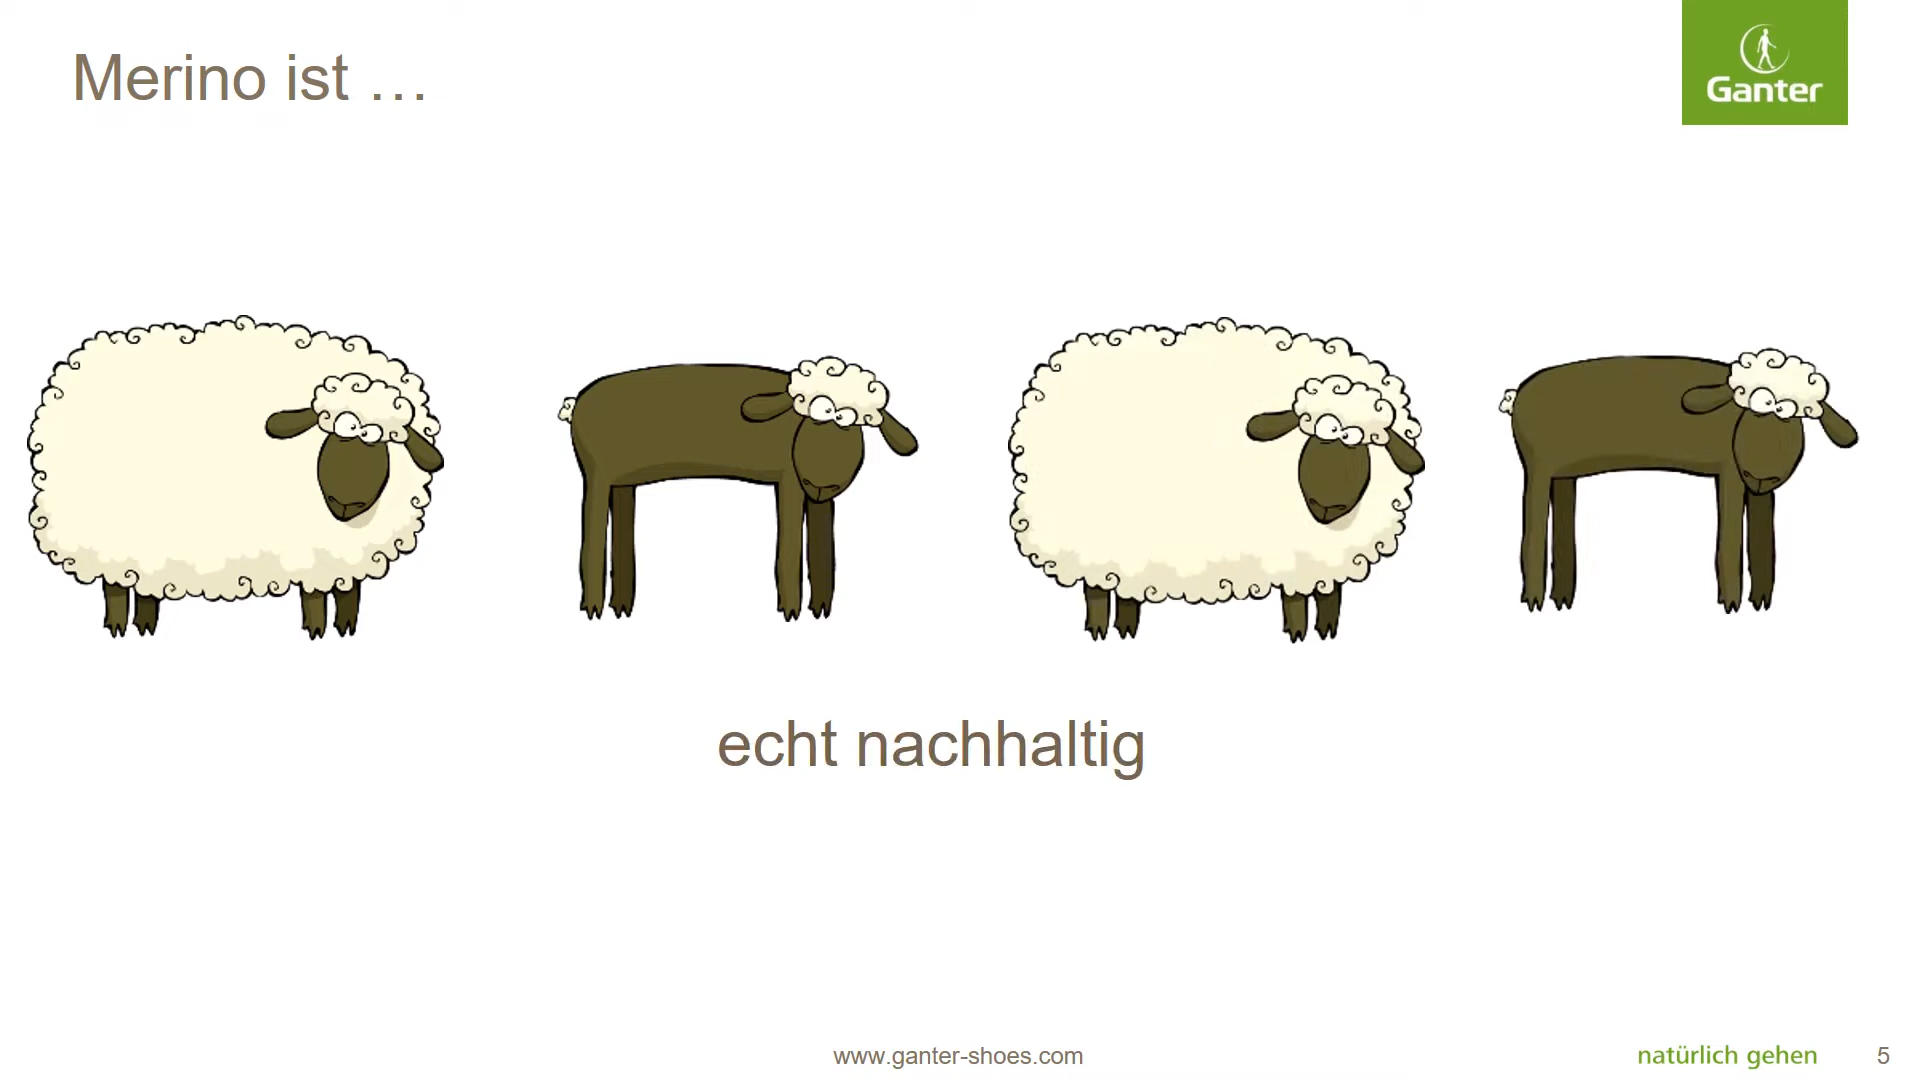 Merino ist …
Ganter
echt nachhaltig
www.ganter-shoes.com
natürlich gehen
5